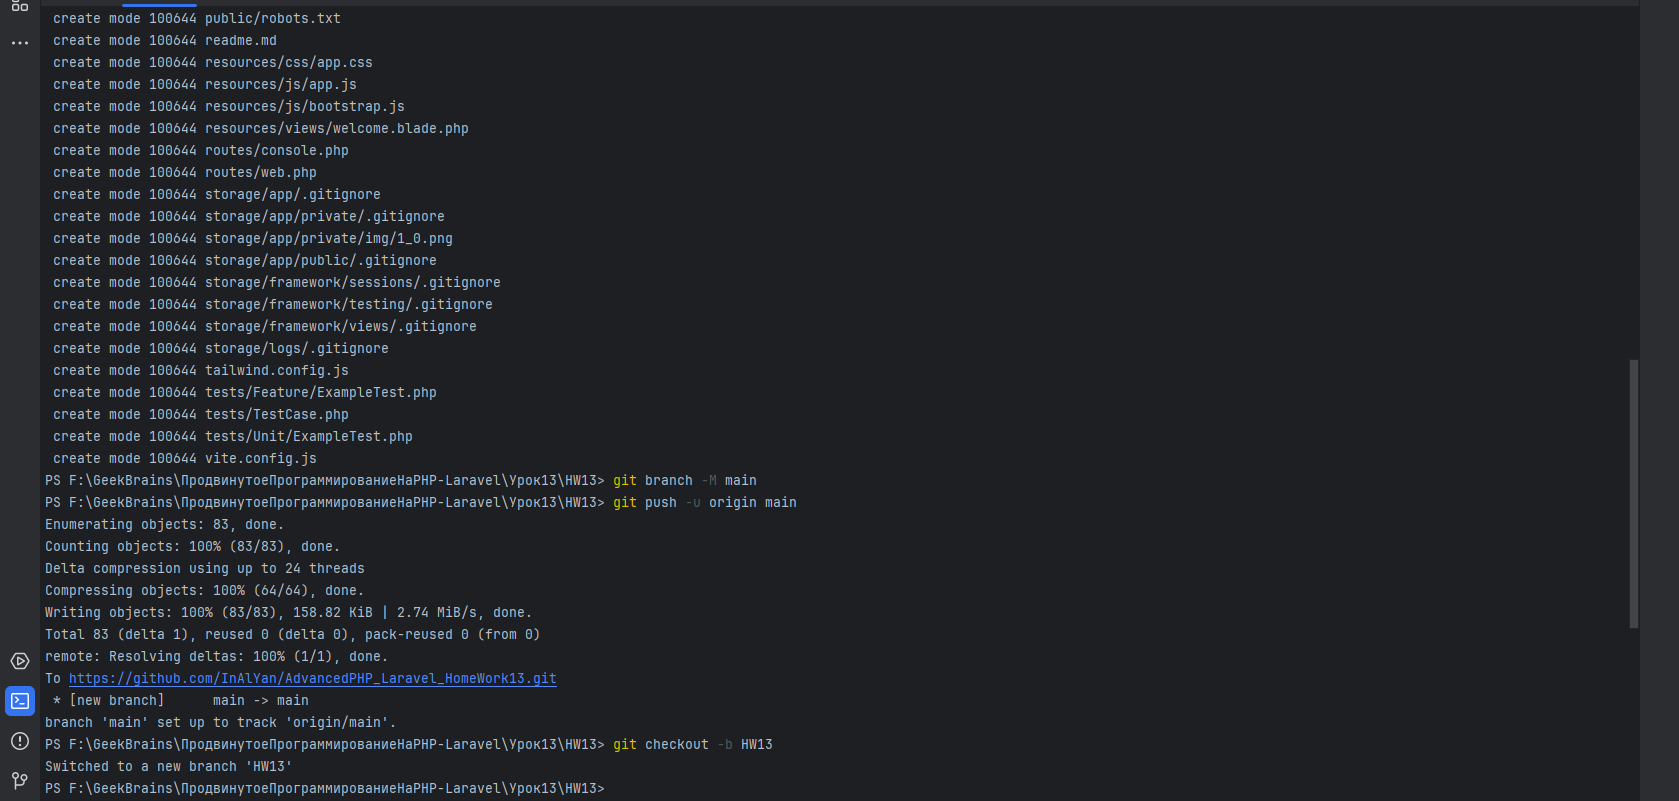 create mode 100644 public/robots.txt
create mode 100644 readme.md
create mode 100644 resources/css/app.css
create mode 100644 resources/js/app.js
create mode 100644 resources/js/bootstrap.js
create mode 100644 resources/views/welcome.blade.php
create mode 100644 routes/console.php
create mode 100644 routes/web.php
create mode 100644 storage/app/.gitignore
create mode 100644 storage/app/private/.gitignore
create mode 100644 storage/app/private/img/1_0.png
create mode 100644 storage/app/public/.gitignore
create mode 100644 storage/framework/sessions/.gitignore
create mode 100644 storage/framework/testing/.gitignore
create mode 100644 storage/framework/views/.gitignore
create mode 100644 storage/logs/.gitignore
create mode 100644 tailwind.config.js
create mode 100644 tests/Feature/ExampleTest.php
create mode 100644 tests/TestCase.php
create mode 100644 tests/Unit/ExampleTest.php
create mode 100644 vite.config.js
PS F:\GeekBrains\ПродвинутоеПрограммированиеНаPHP-Laravel\Урок13\HW13> git branch -M main
PS F:\GeekBrains\ПродвинутоеПрограммированиеНаPHP-Laravel\Урок13\HW13> git push -u origin main
Enumerating objects: 83, done.
Counting objects: 100% (83/83), done.
Delta compression using up to 24 threads
Compressing objects: 100% (64/64), done.
Writing objects: 100% (83/83), 158.82 KiB | 2.74 MiB/s, done.
Total 83 (delta 1), reused 0 (delta 0), pack-reused 0 (from 0)
remote: Resolving deltas: 100% (1/1), done.
To https://github.com/InAlYan/AdvancedPHP_Laravel_HomeWork13.git
* [new branch]      main -> main
branch 'main' set up to track 'origin/main'.
PS F:\GeekBrains\ПродвинутоеПрограммированиеНаPHP-Laravel\Урок13\HW13> git checkout -b HW13
Switched to a new branch 'HW13'
PS F:\GeekBrains\ПродвинутоеПрограммированиеНаPHP-Laravel\Урок13\HW13>